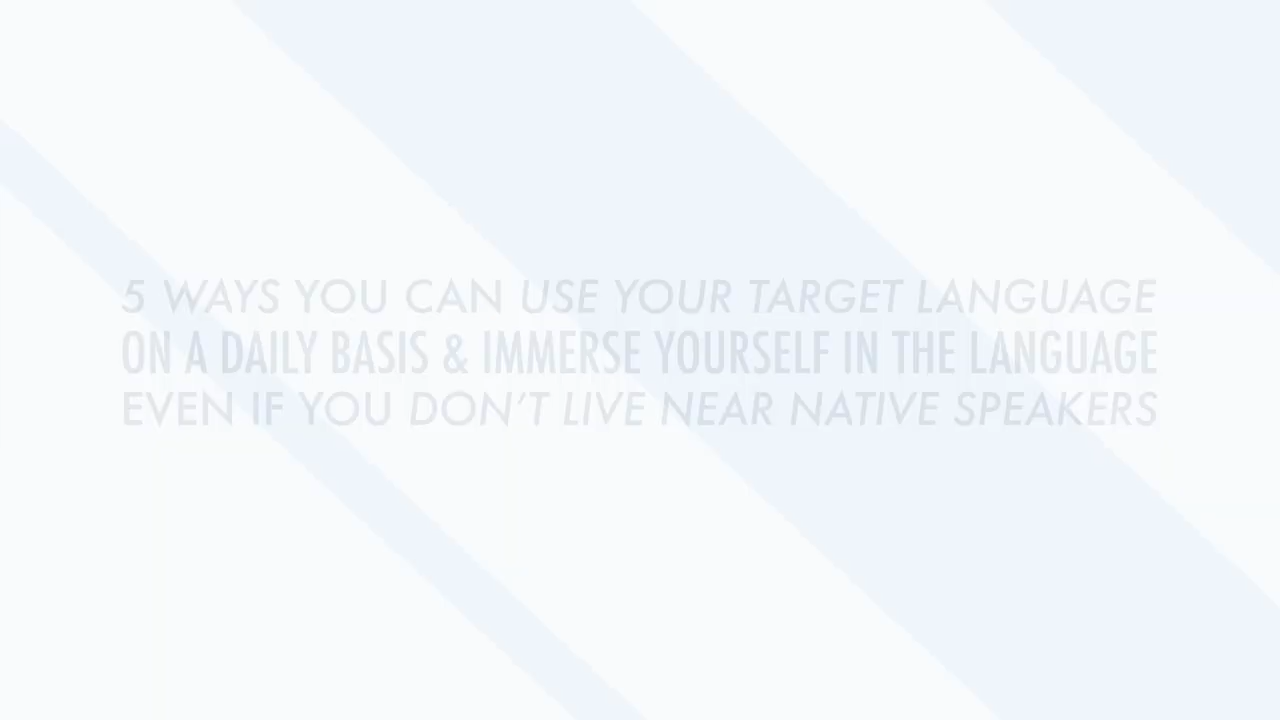 5 WAYS YOU CAN USE YOUR TARGET LANGUAGE
ON A DAILY BASIS & IMMERSE YOURSELF IN THE LANGUAGE
EVEN IF YOU DON'T LIVE NEAR NATIVE SPEAKERS